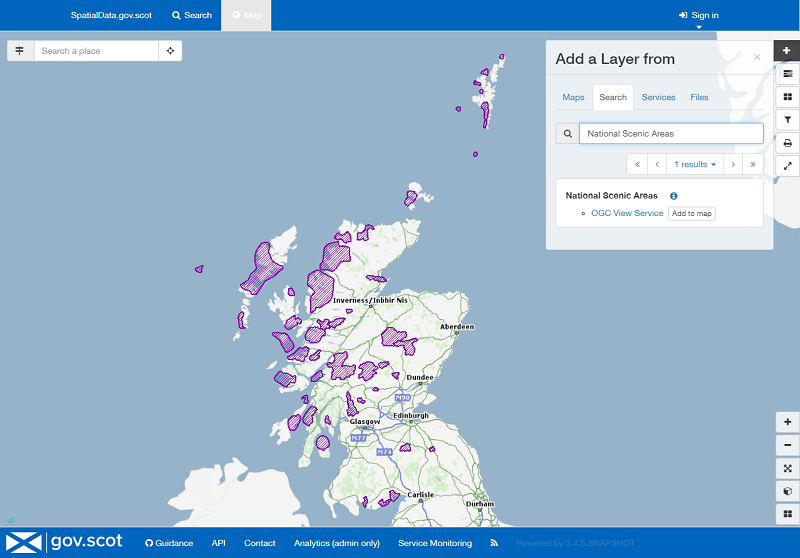 SpatialData.gov.scot Search Map Sign in
Search a place
Add a Layer from ×
Maps Search Services Files
National Scenic Areas
« ‹ 1 results › »
National Scenic Areas
OGC View Service Add to map
Inverness/Inbhir Nis
Aberdeen
Dundee
M90
Edinburgh
Glasgow
M77
M74
Carlisle
Durham
gov.scot Guidance API Contact Analytics (admin only) Service Monitoring Powered by 3.4.5.SNAPSHOT